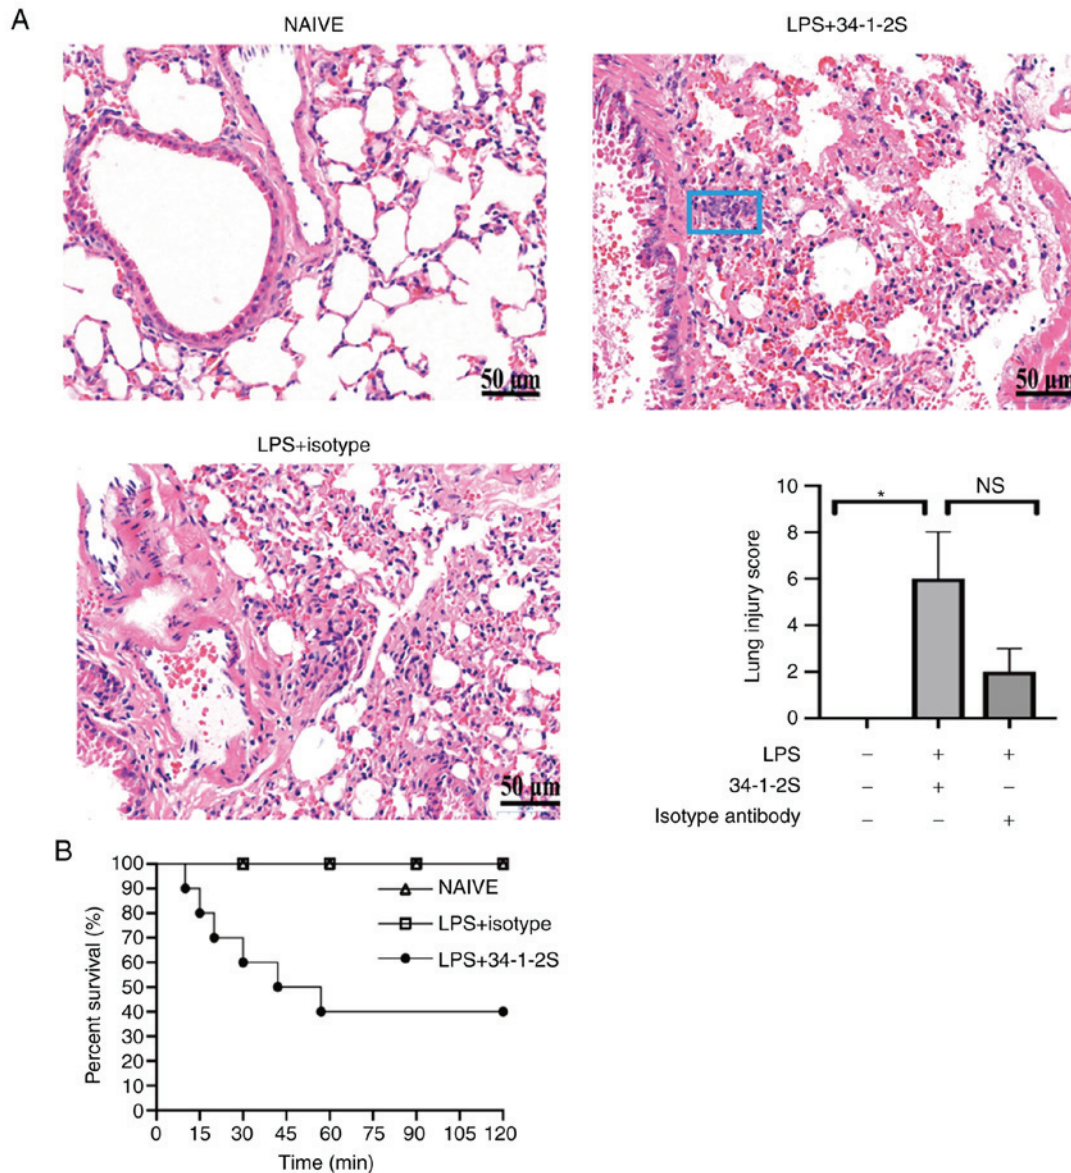 A
NAIVE
LPS+34-1-2S
50 μm
50 μm
LPS+isotype
50 μm
* NS
Lung injury score
10
8
6
4
2
0
LPS – + +
34-1-2S – + –
Isotype antibody – – +
B
Percent survival (%)
100
90
80
70
60
50
40
30
20
10
0
NAIVE
LPS+isotype
LPS+34-1-2S
0 15 30 45 60 75 90 105 120
Time (min)